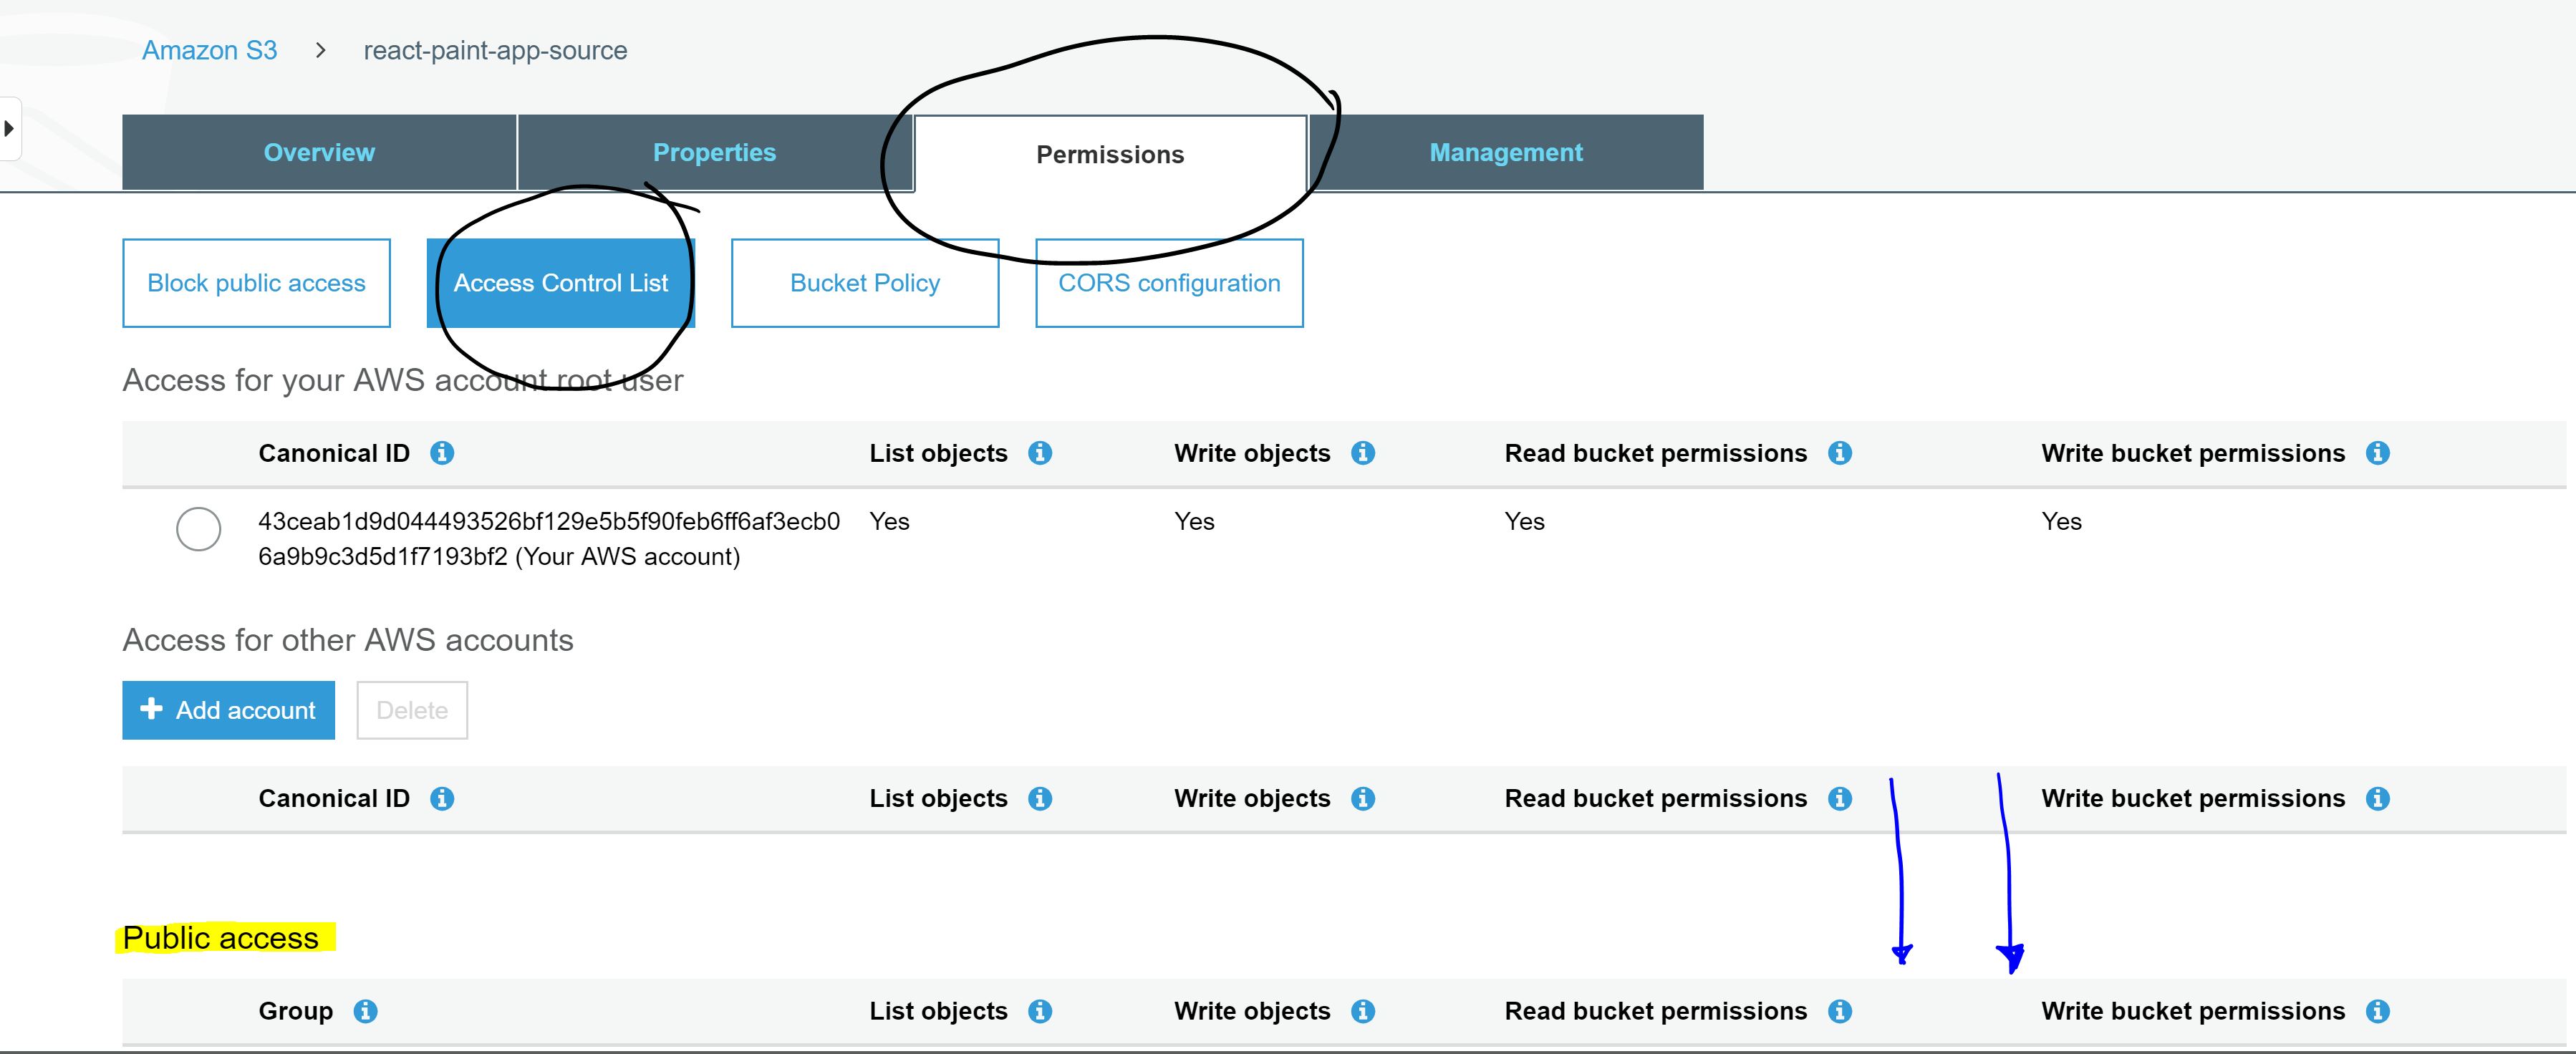 Amazon S3 > react-paint-app-source
Overview Properties Permissions Management
Block public access Access Control List Bucket Policy CORS configuration
Access for your AWS account root user
Canonical ID List objects Write objects Read bucket permissions Write bucket permissions
43ceab1d9d044493526bf129e5b5f90feb6ff6af3ecb0 Yes Yes Yes Yes
6a9b9c3d5d1f7193bf2 (Your AWS account)
Access for other AWS accounts
+ Add account Delete
Canonical ID List objects Write objects Read bucket permissions Write bucket permissions
Public access
Group List objects Write objects Read bucket permissions Write bucket permissions